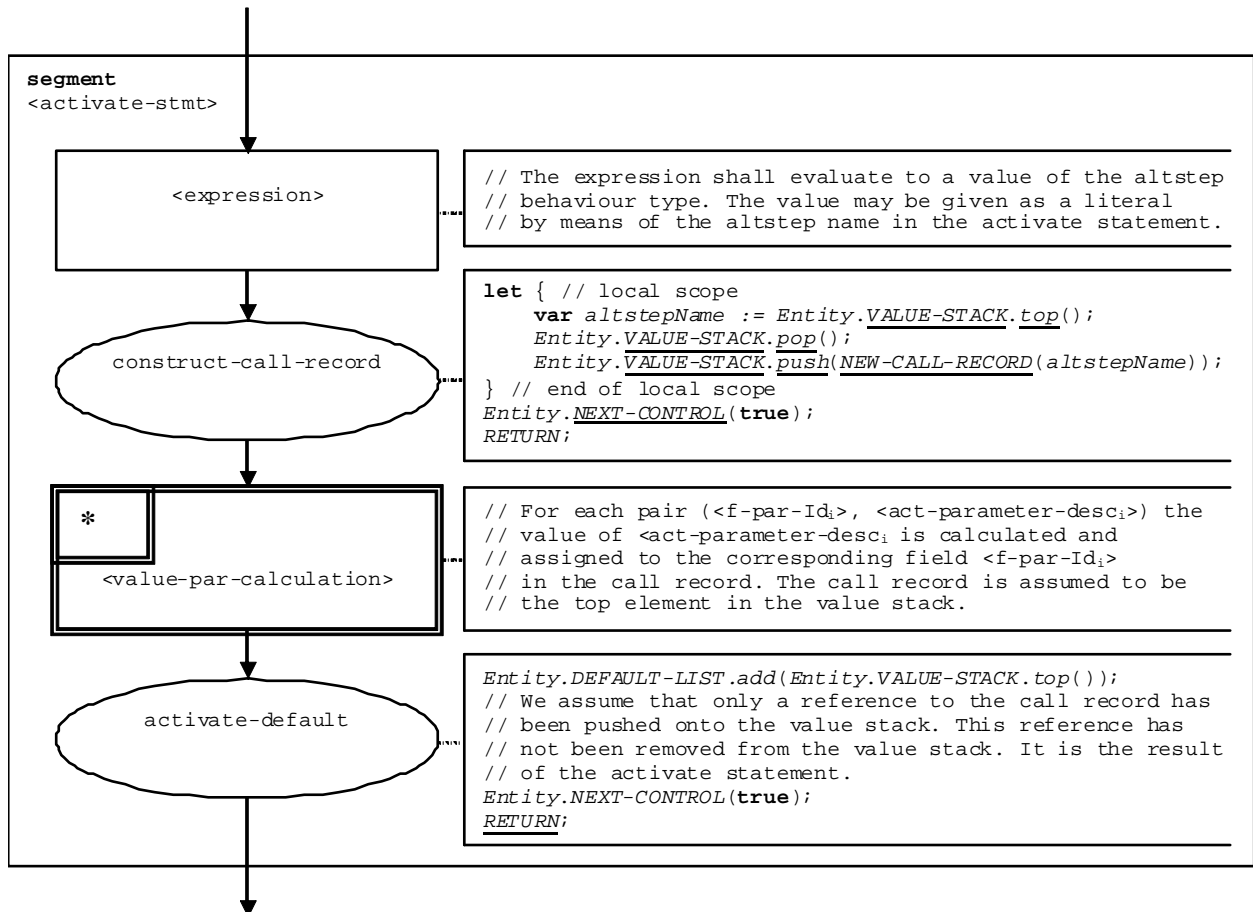 segment
<activate-stmt>
<expression>
// The expression shall evaluate to a value of the altstep
// behaviour type. The value may be given as a literal
// by means of the altstep name in the activate statement.
construct-call-record
let { // local scope
var altstepName := Entity.VALUE-STACK.top();
Entity.VALUE-STACK.pop();
Entity.VALUE-STACK.push(NEW-CALL-RECORD(altstepName));
} // end of local scope
Entity.NEXT-CONTROL(true);
RETURN;
*
<value-par-calculation>
// For each pair (<f-par-Idi>, <act-parameter-desci>) the
// value of <act-parameter-desci is calculated and
// assigned to the corresponding field <f-par-Idi>
// in the call record. The call record is assumed to be
// the top element in the value stack.
activate-default
Entity.DEFAULT-LIST.add(Entity.VALUE-STACK.top());
// We assume that only a reference to the call record has
// been pushed onto the value stack. This reference has
// not been removed from the value stack. It is the result
// of the activate statement.
Entity.NEXT-CONTROL(true);
RETURN;